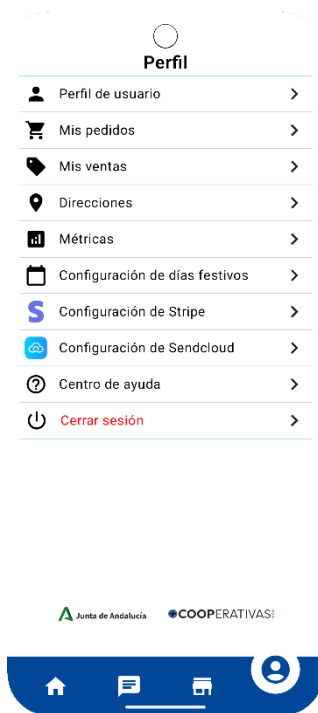 Perfil
Perfil de usuario
Mis pedidos
Mis ventas
Direcciones
Métricas
Configuración de días festivos
Configuración de Stripe
Configuración de Sendcloud
Centro de ayuda
Cerrar sesión
Junta de Andalucía
COOPERATIVAS